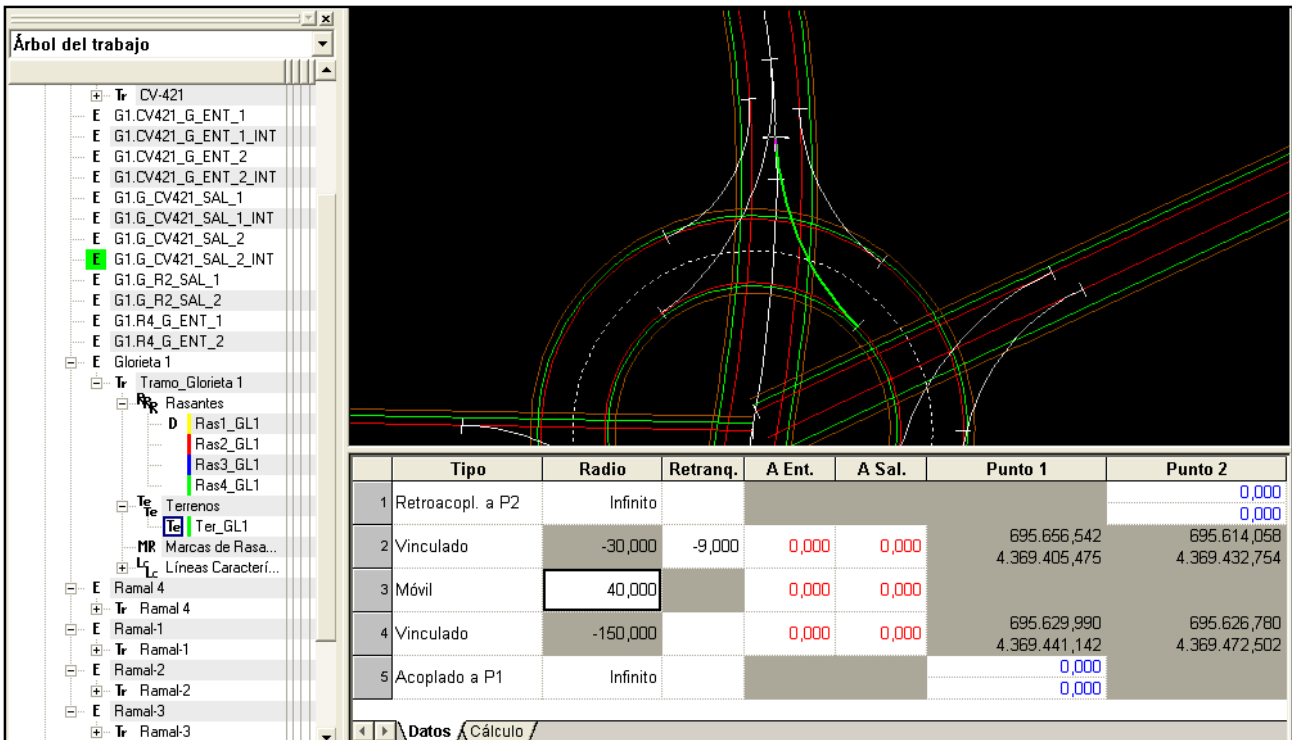 Árbol del trabajo
Tr CV-421
E G1.CV421_G_ENT_1
E G1.CV421_G_ENT_1_INT
E G1.CV421_G_ENT_2
E G1.CV421_G_ENT_2_INT
E G1.G_CV421_SAL_1
E G1.G_CV421_SAL_1_INT
E G1.G_CV421_SAL_2
E G1.G_CV421_SAL_2_INT
E G1.G_R2_SAL_1
E G1.G_R2_SAL_2
E G1.R4_G_ENT_1
E G1.R4_G_ENT_2
E Glorieta 1
Tr Tramo_Glorieta 1
RRR Rasantes
D Ras1_GL1
Ras2_GL1
Ras3_GL1
Ras4_GL1
Te Te Terrenos
Te Ter_GL1
MR Marcas de Rasa...
Lc Lc Líneas Caracterí...
E Ramal 4
Tr Ramal 4
E Ramal-1
Tr Ramal-1
E Ramal-2
Tr Ramal-2
E Ramal-3
Tr Ramal-3
Tipo Radio Retranq. A Ent. A Sal. Punto 1 Punto 2
1 Retroacopl. a P2 Infinito 0,000
0,000
2 Vinculado -30,000 -9,000 0,000 0,000 695.656,542 695.614,058
4.369.405,475 4.369.432,754
3 Móvil 40,000 0,000 0,000
4 Vinculado -150,000 0,000 0,000 695.629,990 695.626,780
4.369.441,142 4.369.472,502
5 Acoplado a P1 Infinito 0,000
0,000
Datos Cálculo